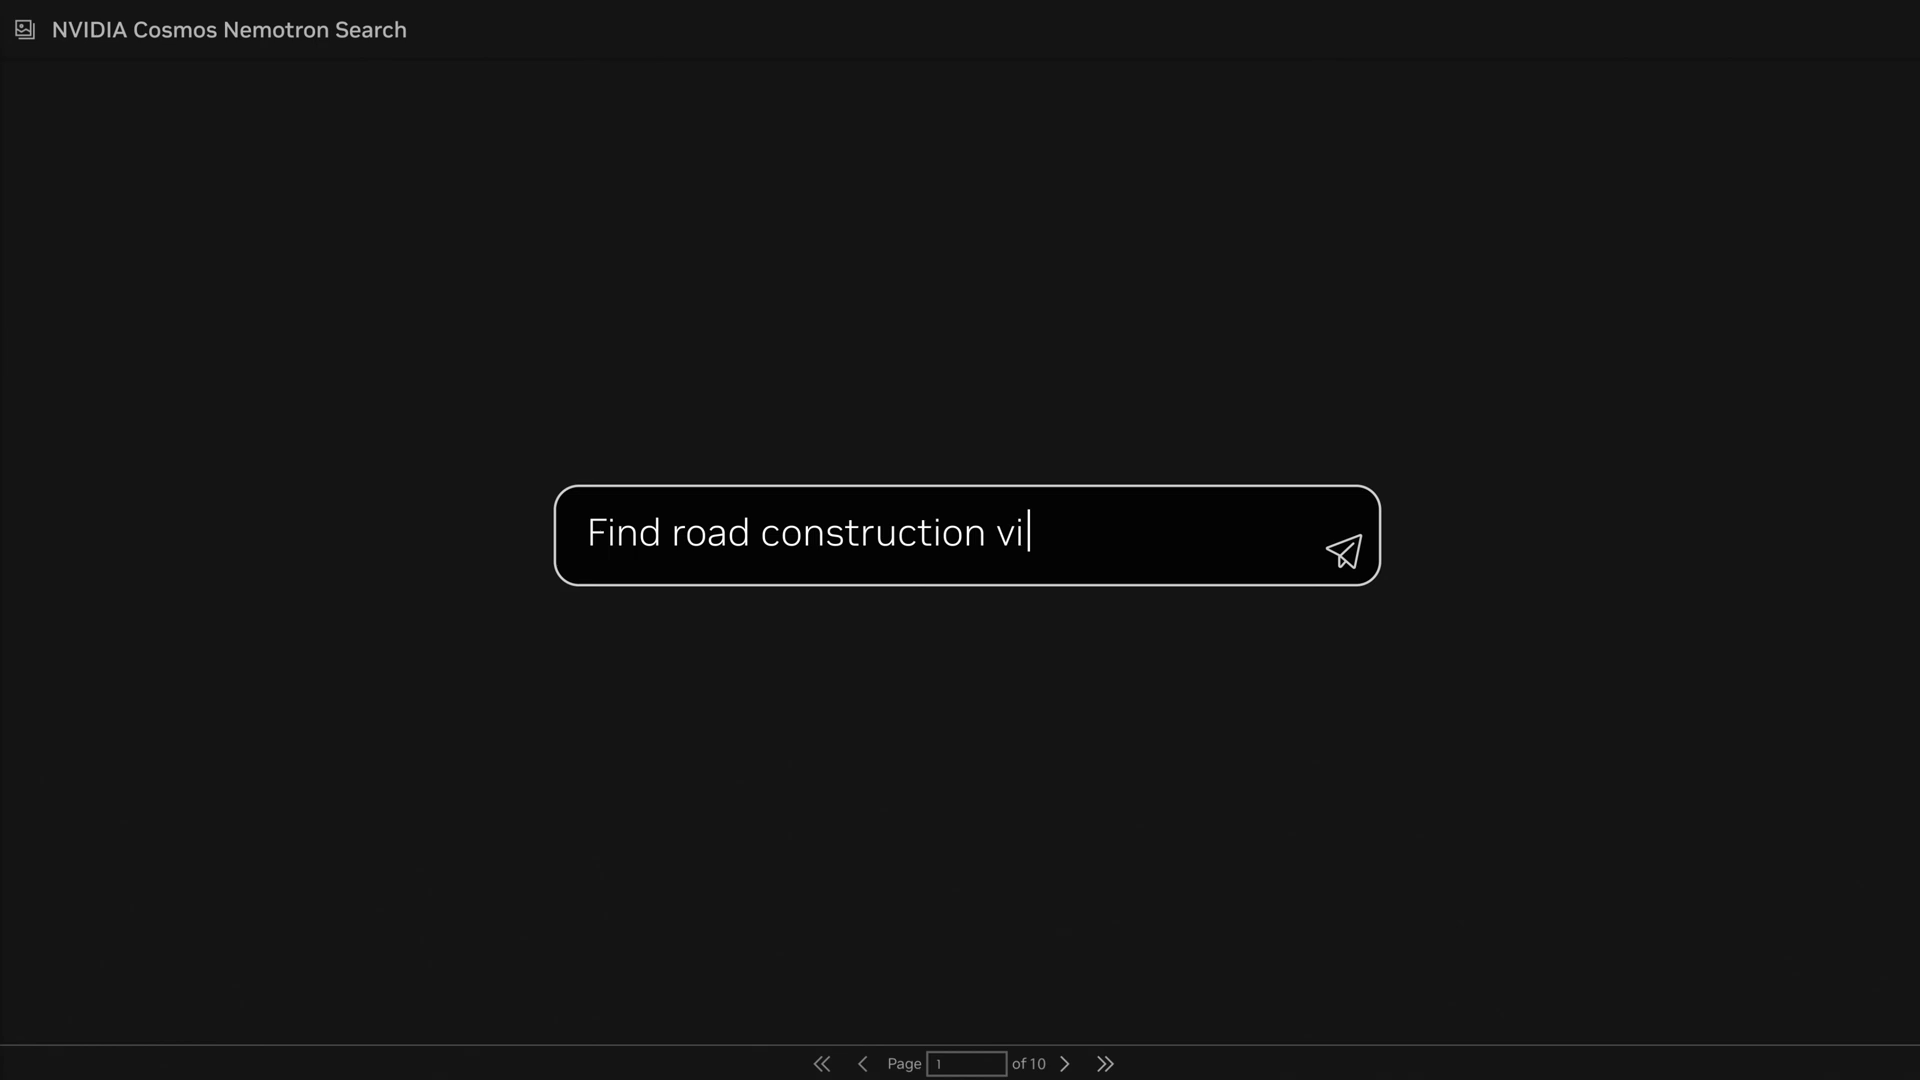 NVIDIA Cosmos Nemotron Search
Find road construction vi
Page 1 of 10